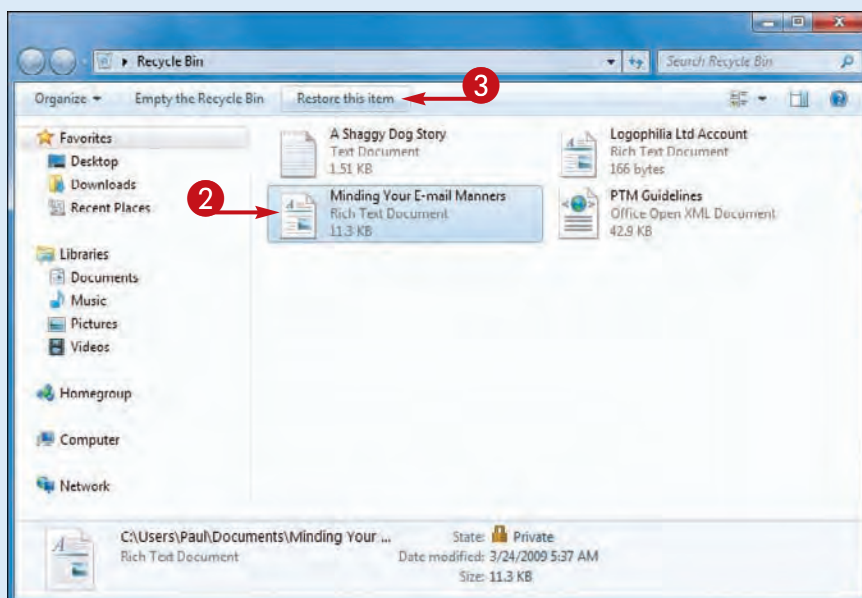 Recycle Bin
Search Recycle Bin
Organize
Empty the Recycle Bin
Restore this item
3
Favorites
Desktop
Downloads
Recent Places
Libraries
Documents
Music
Pictures
Videos
Homegroup
Computer
Network
A Shaggy Dog Story
Text Document
1.51 KB
Logophilia Ltd Account
Rich Text Document
166 bytes
2
Minding Your E-mail Manners
Rich Text Document
11.3 KB
PTM Guidelines
Office Open XML Document
42.9 KB
C:\Users\Paul\Documents\Minding Your ...
Rich Text Document
State: Private
Date modified: 3/24/2009 5:37 AM
Size: 11.3 KB